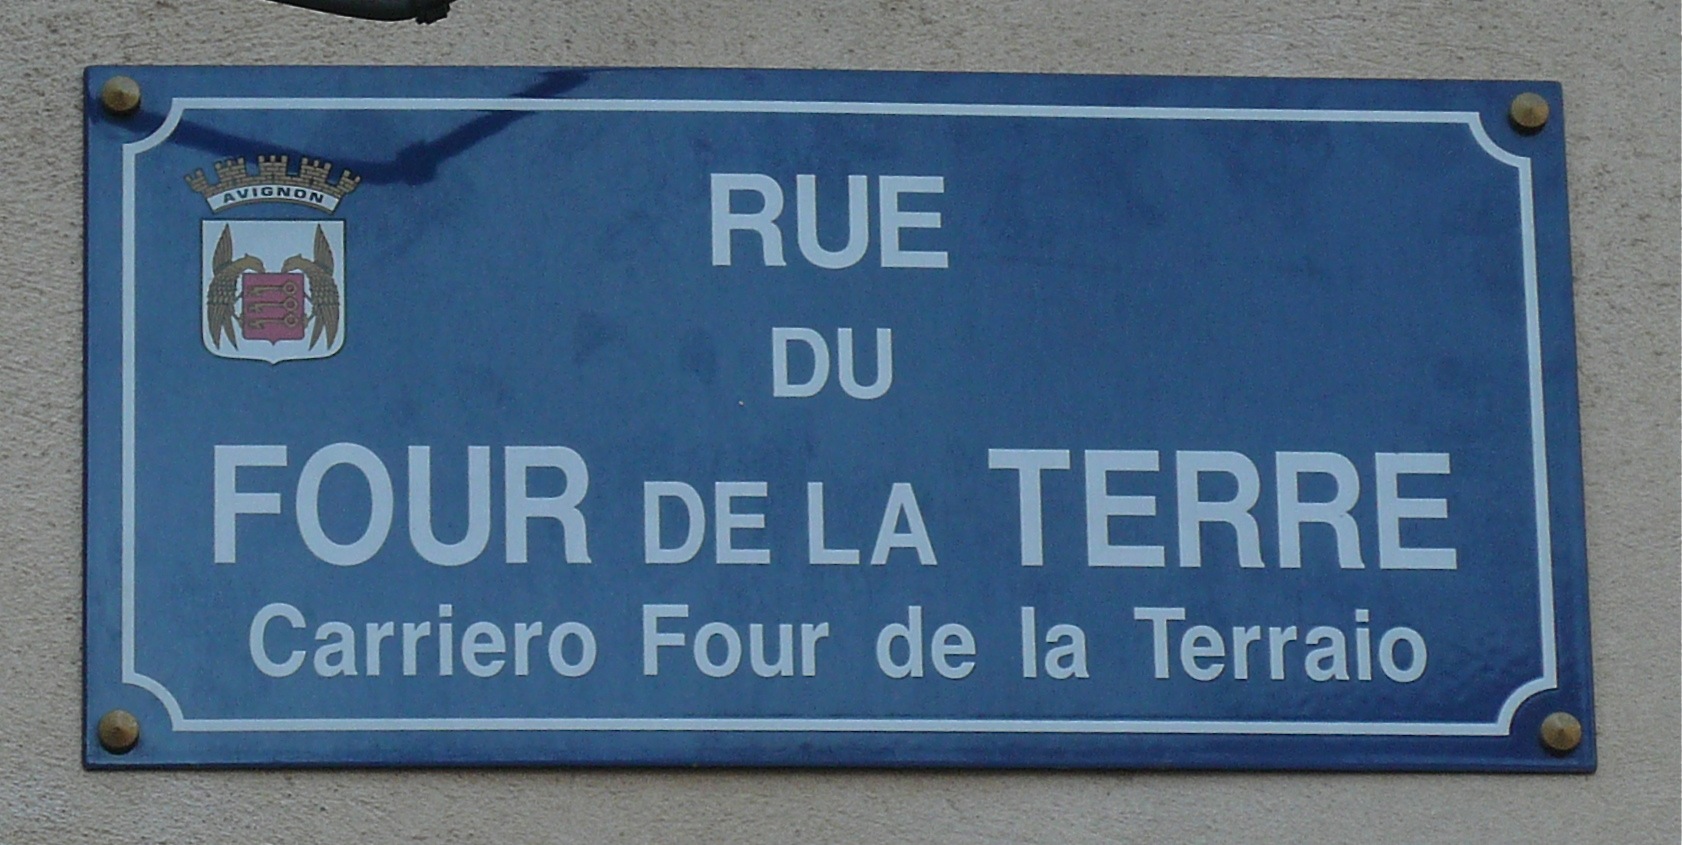 AVIGNON
RUE
DU
FOUR DE LA TERRE
Carriero Four de la Terraio